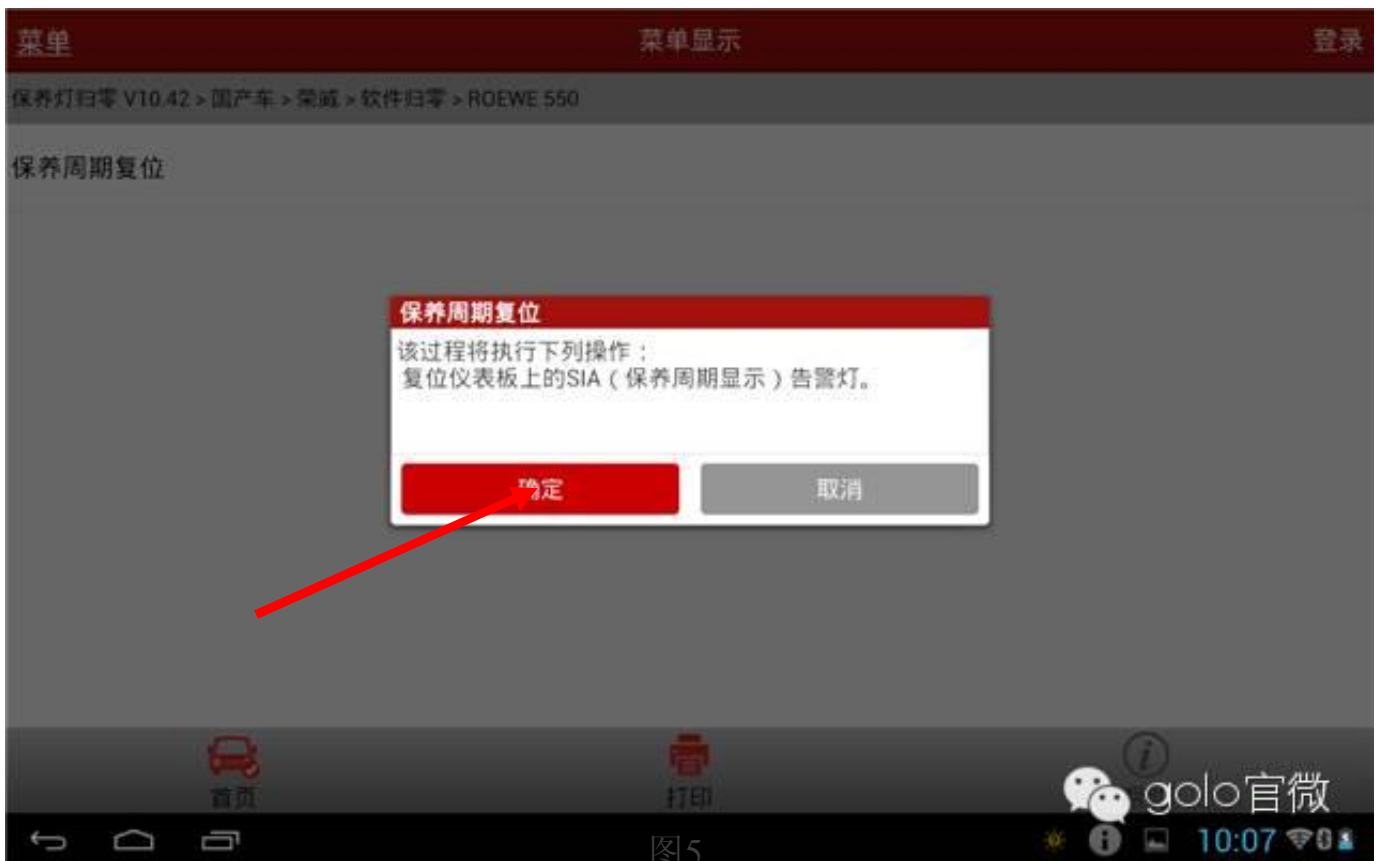 菜单
菜单显示
登录
保养灯归零 V10.42 > 国产车 > 荣威 > 软件归零 > ROEWE 550
保养周期复位
保养周期复位
该过程将执行下列操作：
复位仪表板上的SIA（保养周期显示）告警灯。
确定
取消
首页
打印
golo官微
图5
10:07